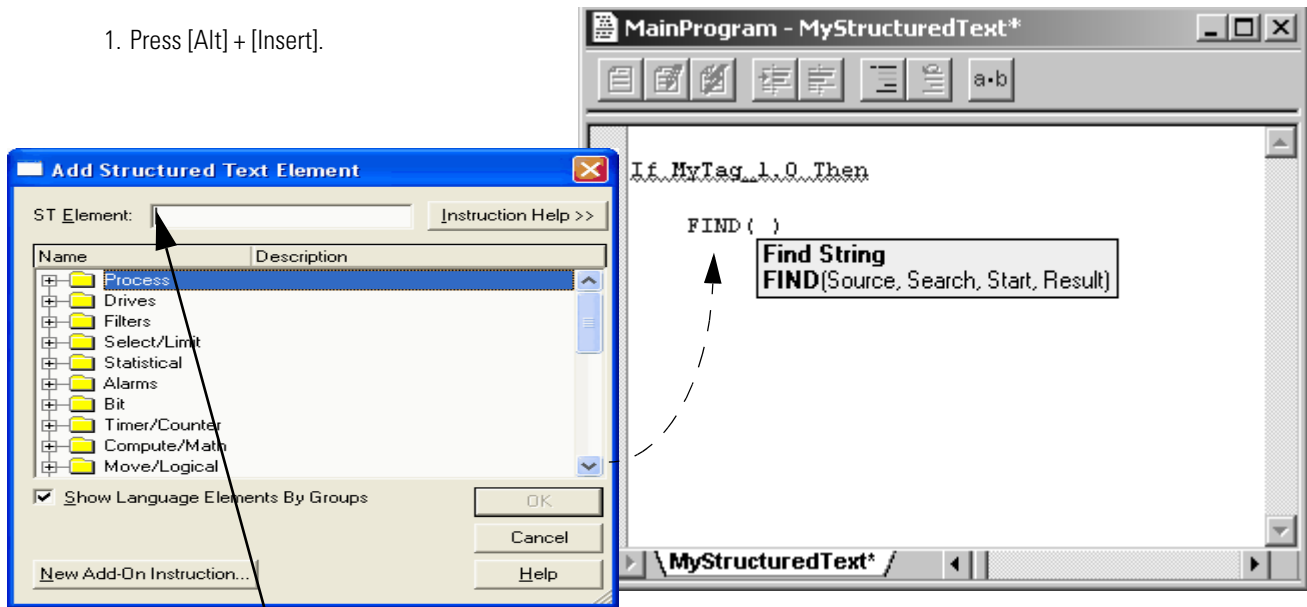 1. Press [Alt] + [Insert].
MainProgram - MyStructuredText*
a•b
If MyTag_1.0 Then
FIND( )
Find String
FIND(Source, Search, Start, Result)
MyStructuredText*
Add Structured Text Element
ST Element:
Instruction Help >>
Name Description
Process
Drives
Filters
Select/Limit
Statistical
Alarms
Bit
Timer/Counter
Compute/Math
Move/Logical
Show Language Elements By Groups
OK
Cancel
New Add-On Instruction...
Help